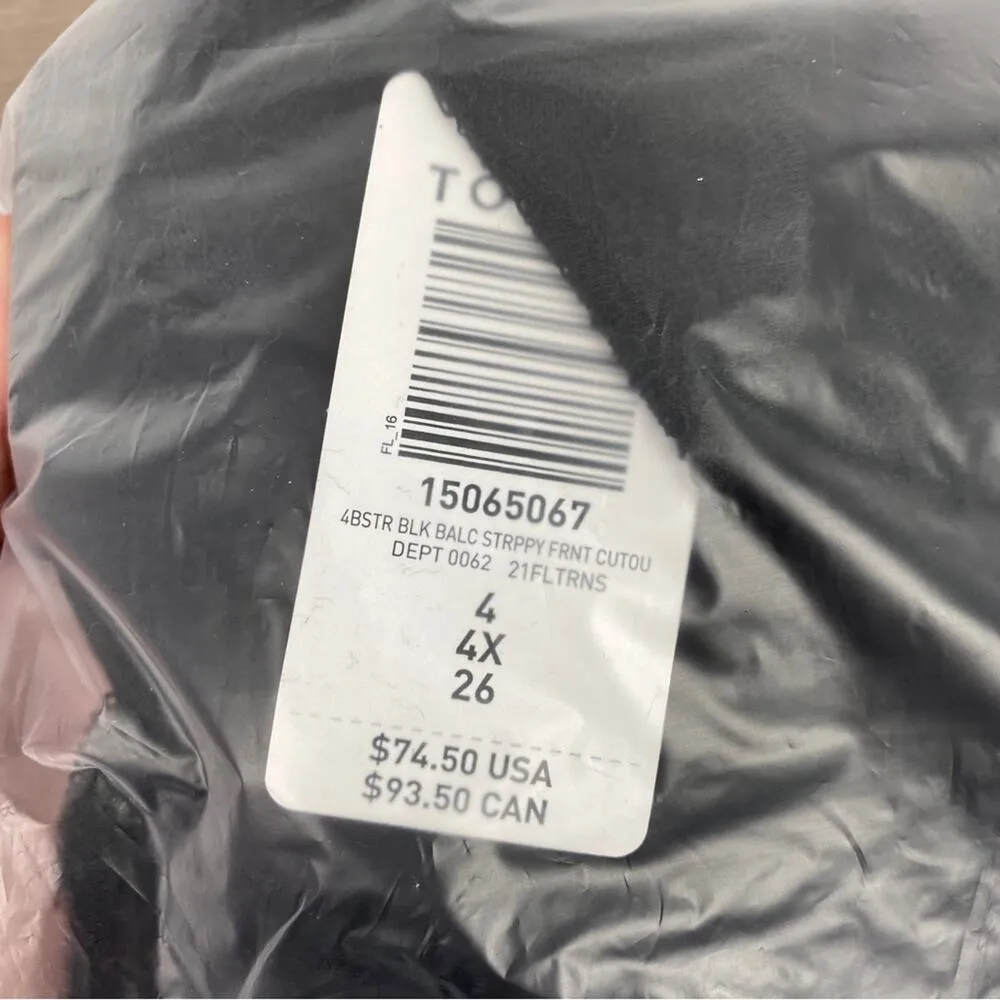 TO
FL_16
15065067
4BSTR BLK BALC STRPPY FRNT CUTOU
DEPT 0062 21FLTRNS
4
4X
26
$74.50 USA
$93.50 CAN